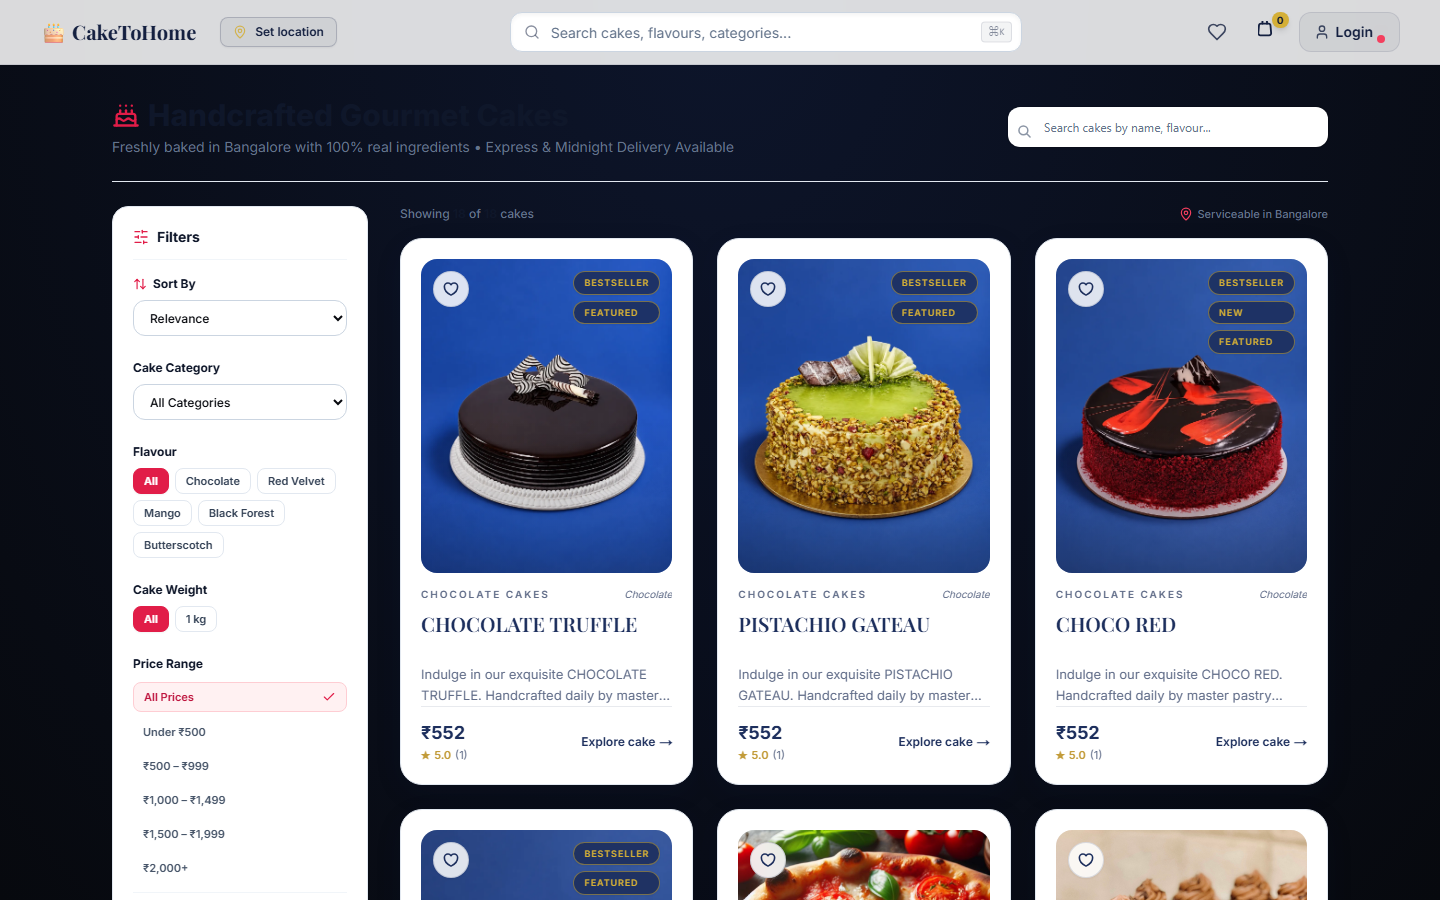 CakeToHome
Set location
Search cakes, flavours, categories...
⌘K
0
Login
Handcrafted Gourmet Cakes
Freshly baked in Bangalore with 100% real ingredients • Express & Midnight Delivery Available
Search cakes by name, flavour...
Filters
Sort By
Relevance
Cake Category
All Categories
Flavour
All
Chocolate
Red Velvet
Mango
Black Forest
Butterscotch
Cake Weight
All
1 kg
Price Range
All Prices
Under ₹500
₹500 – ₹999
₹1,000 – ₹1,499
₹1,500 – ₹1,999
₹2,000+
Showing of cakes
Serviceable in Bangalore
BESTSELLER
FEATURED
CHOCOLATE CAKES
Chocolate
CHOCOLATE TRUFFLE
Indulge in our exquisite CHOCOLATE
TRUFFLE. Handcrafted daily by master...
₹552
★ 5.0 (1)
Explore cake →
BESTSELLER
FEATURED
CHOCOLATE CAKES
Chocolate
PISTACHIO GATEAU
Indulge in our exquisite PISTACHIO
GATEAU. Handcrafted daily by master...
₹552
★ 5.0 (1)
Explore cake →
BESTSELLER
NEW
FEATURED
CHOCOLATE CAKES
Chocolate
CHOCO RED
Indulge in our exquisite CHOCO RED.
Handcrafted daily by master pastry...
₹552
★ 5.0 (1)
Explore cake →
BESTSELLER
FEATURED